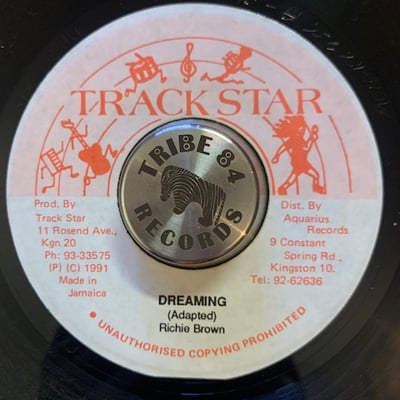 TRACK STAR
TRIBE 84
RECORDS
Prod. By
Track Star
11 Rosend Ave.,
Kgn.20
Ph: 93-33575
(P) (C) 1991
Made in
Jamaica
Dist. By
Aquarius
Records
9 Constant
Spring Rd.
Kingston 10.
Tel: 92-62636
DREAMING
(Adapted)
Richie Brown
• UNAUTHORISED COPYING PROHIBITED